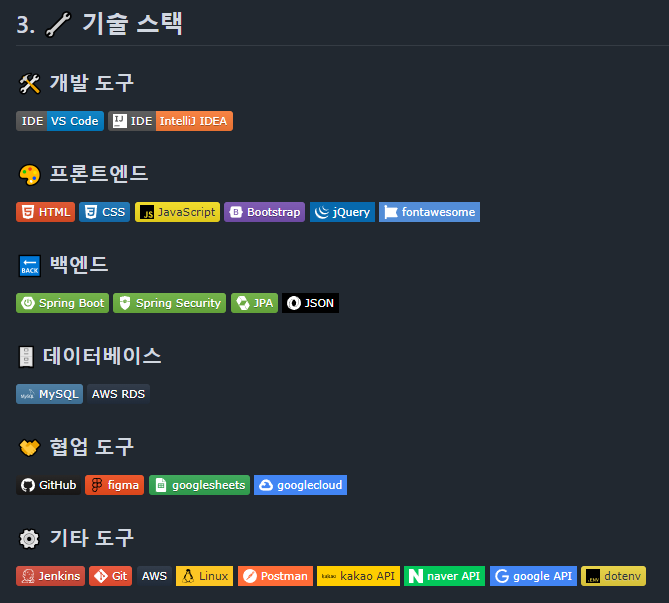 3. 🔧 기술 스택
🛠 개발 도구
IDE VS Code IDE IntelliJ IDEA
🎨 프론트엔드
HTML CSS JavaScript Bootstrap jQuery fontawesome
BACK 백엔드
Spring Boot Spring Security JPA JSON
데이터베이스
MySQL AWS RDS
🤝 협업 도구
GitHub figma googlesheets googlecloud
⚙ 기타 도구
Jenkins Git AWS Linux Postman kakao kakao API naver API google API .ENV dotenv